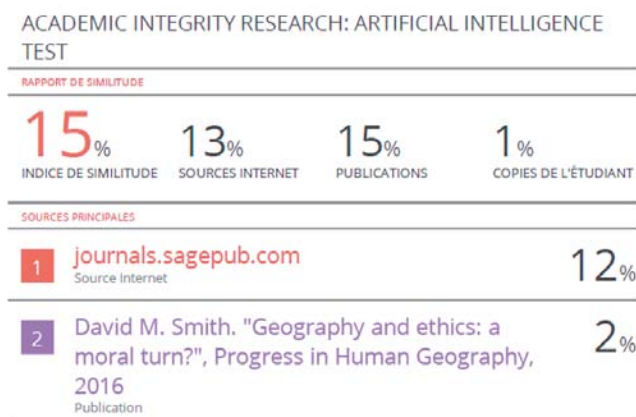 ACADEMIC INTEGRITY RESEARCH: ARTIFICIAL INTELLIGENCE
TEST
RAPPORT DE SIMILITUDE
15% 13% 15% 1%
INDICE DE SIMILITUDE SOURCES INTERNET PUBLICATIONS COPIES DE L'ÉTUDIANT
SOURCES PRINCIPALES
1 journals.sagepub.com 12%
Source Internet
2 David M. Smith. "Geography and ethics: a 2%
moral turn?", Progress in Human Geography,
2016
Publication